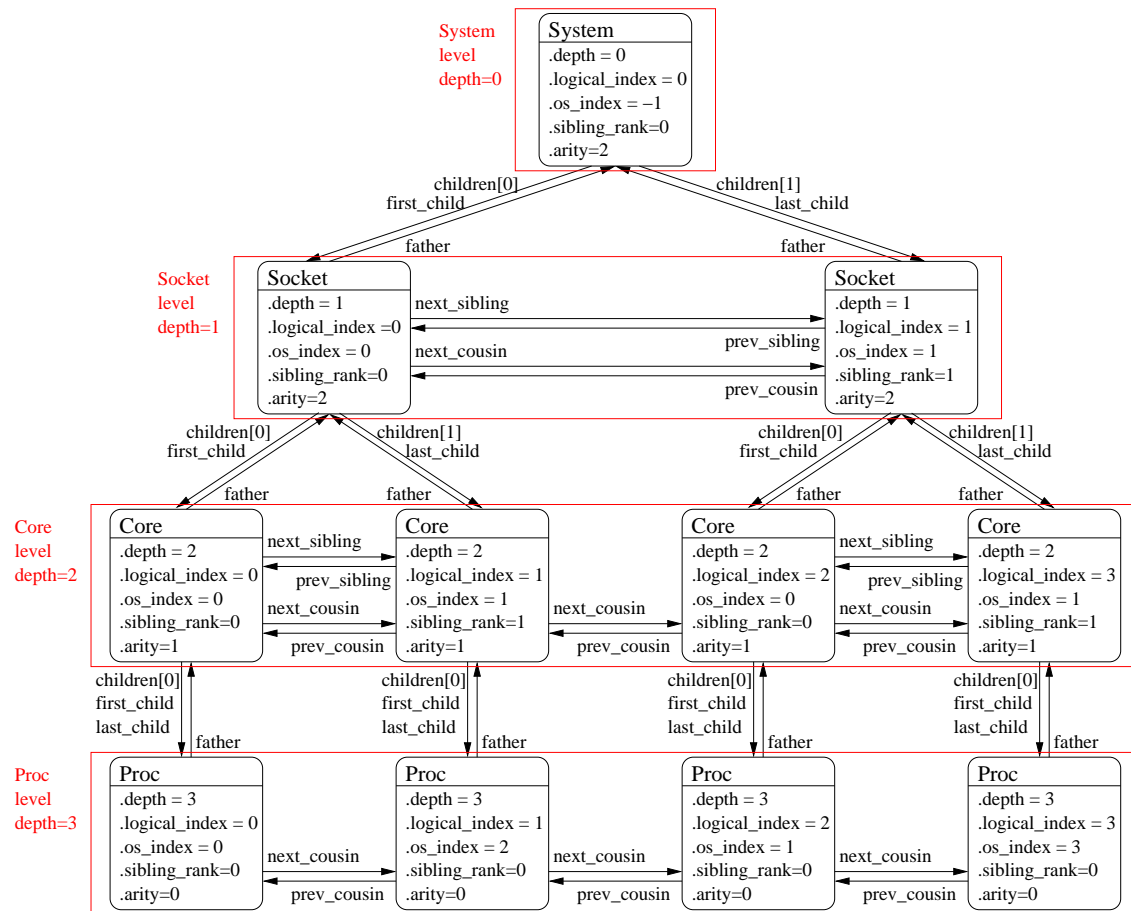 System
level
depth=0
System
.depth = 0
.logical_index = 0
.os_index = −1
.sibling_rank=0
.arity=2
children[0]
first_child
father
children[1]
last_child
father
Socket
level
depth=1
Socket
.depth = 1
.logical_index =0
.os_index = 0
.sibling_rank=0
.arity=2
next_sibling
prev_sibling
next_cousin
prev_cousin
Socket
.depth = 1
.logical_index = 1
.os_index = 1
.sibling_rank=1
.arity=2
children[0]
first_child
father
children[1]
last_child
father
children[0]
first_child
father
children[1]
last_child
father
Core
level
depth=2
Core
.depth = 2
.logical_index = 0
.os_index = 0
.sibling_rank=0
.arity=1
next_sibling
prev_sibling
next_cousin
prev_cousin
Core
.depth = 2
.logical_index = 1
.os_index = 1
.sibling_rank=1
.arity=1
next_cousin
prev_cousin
Core
.depth = 2
.logical_index = 2
.os_index = 0
.sibling_rank=0
.arity=1
next_sibling
prev_sibling
next_cousin
prev_cousin
Core
.depth = 2
.logical_index = 3
.os_index = 1
.sibling_rank=1
.arity=1
children[0]
first_child
last_child
father
children[0]
first_child
last_child
father
children[0]
first_child
last_child
father
children[0]
first_child
last_child
father
Proc
level
depth=3
Proc
.depth = 3
.logical_index = 0
.os_index = 0
.sibling_rank=0
.arity=0
next_cousin
prev_cousin
Proc
.depth = 3
.logical_index = 1
.os_index = 2
.sibling_rank=0
.arity=0
next_cousin
prev_cousin
Proc
.depth = 3
.logical_index = 2
.os_index = 1
.sibling_rank=0
.arity=0
next_cousin
prev_cousin
Proc
.depth = 3
.logical_index = 3
.os_index = 3
.sibling_rank=0
.arity=0